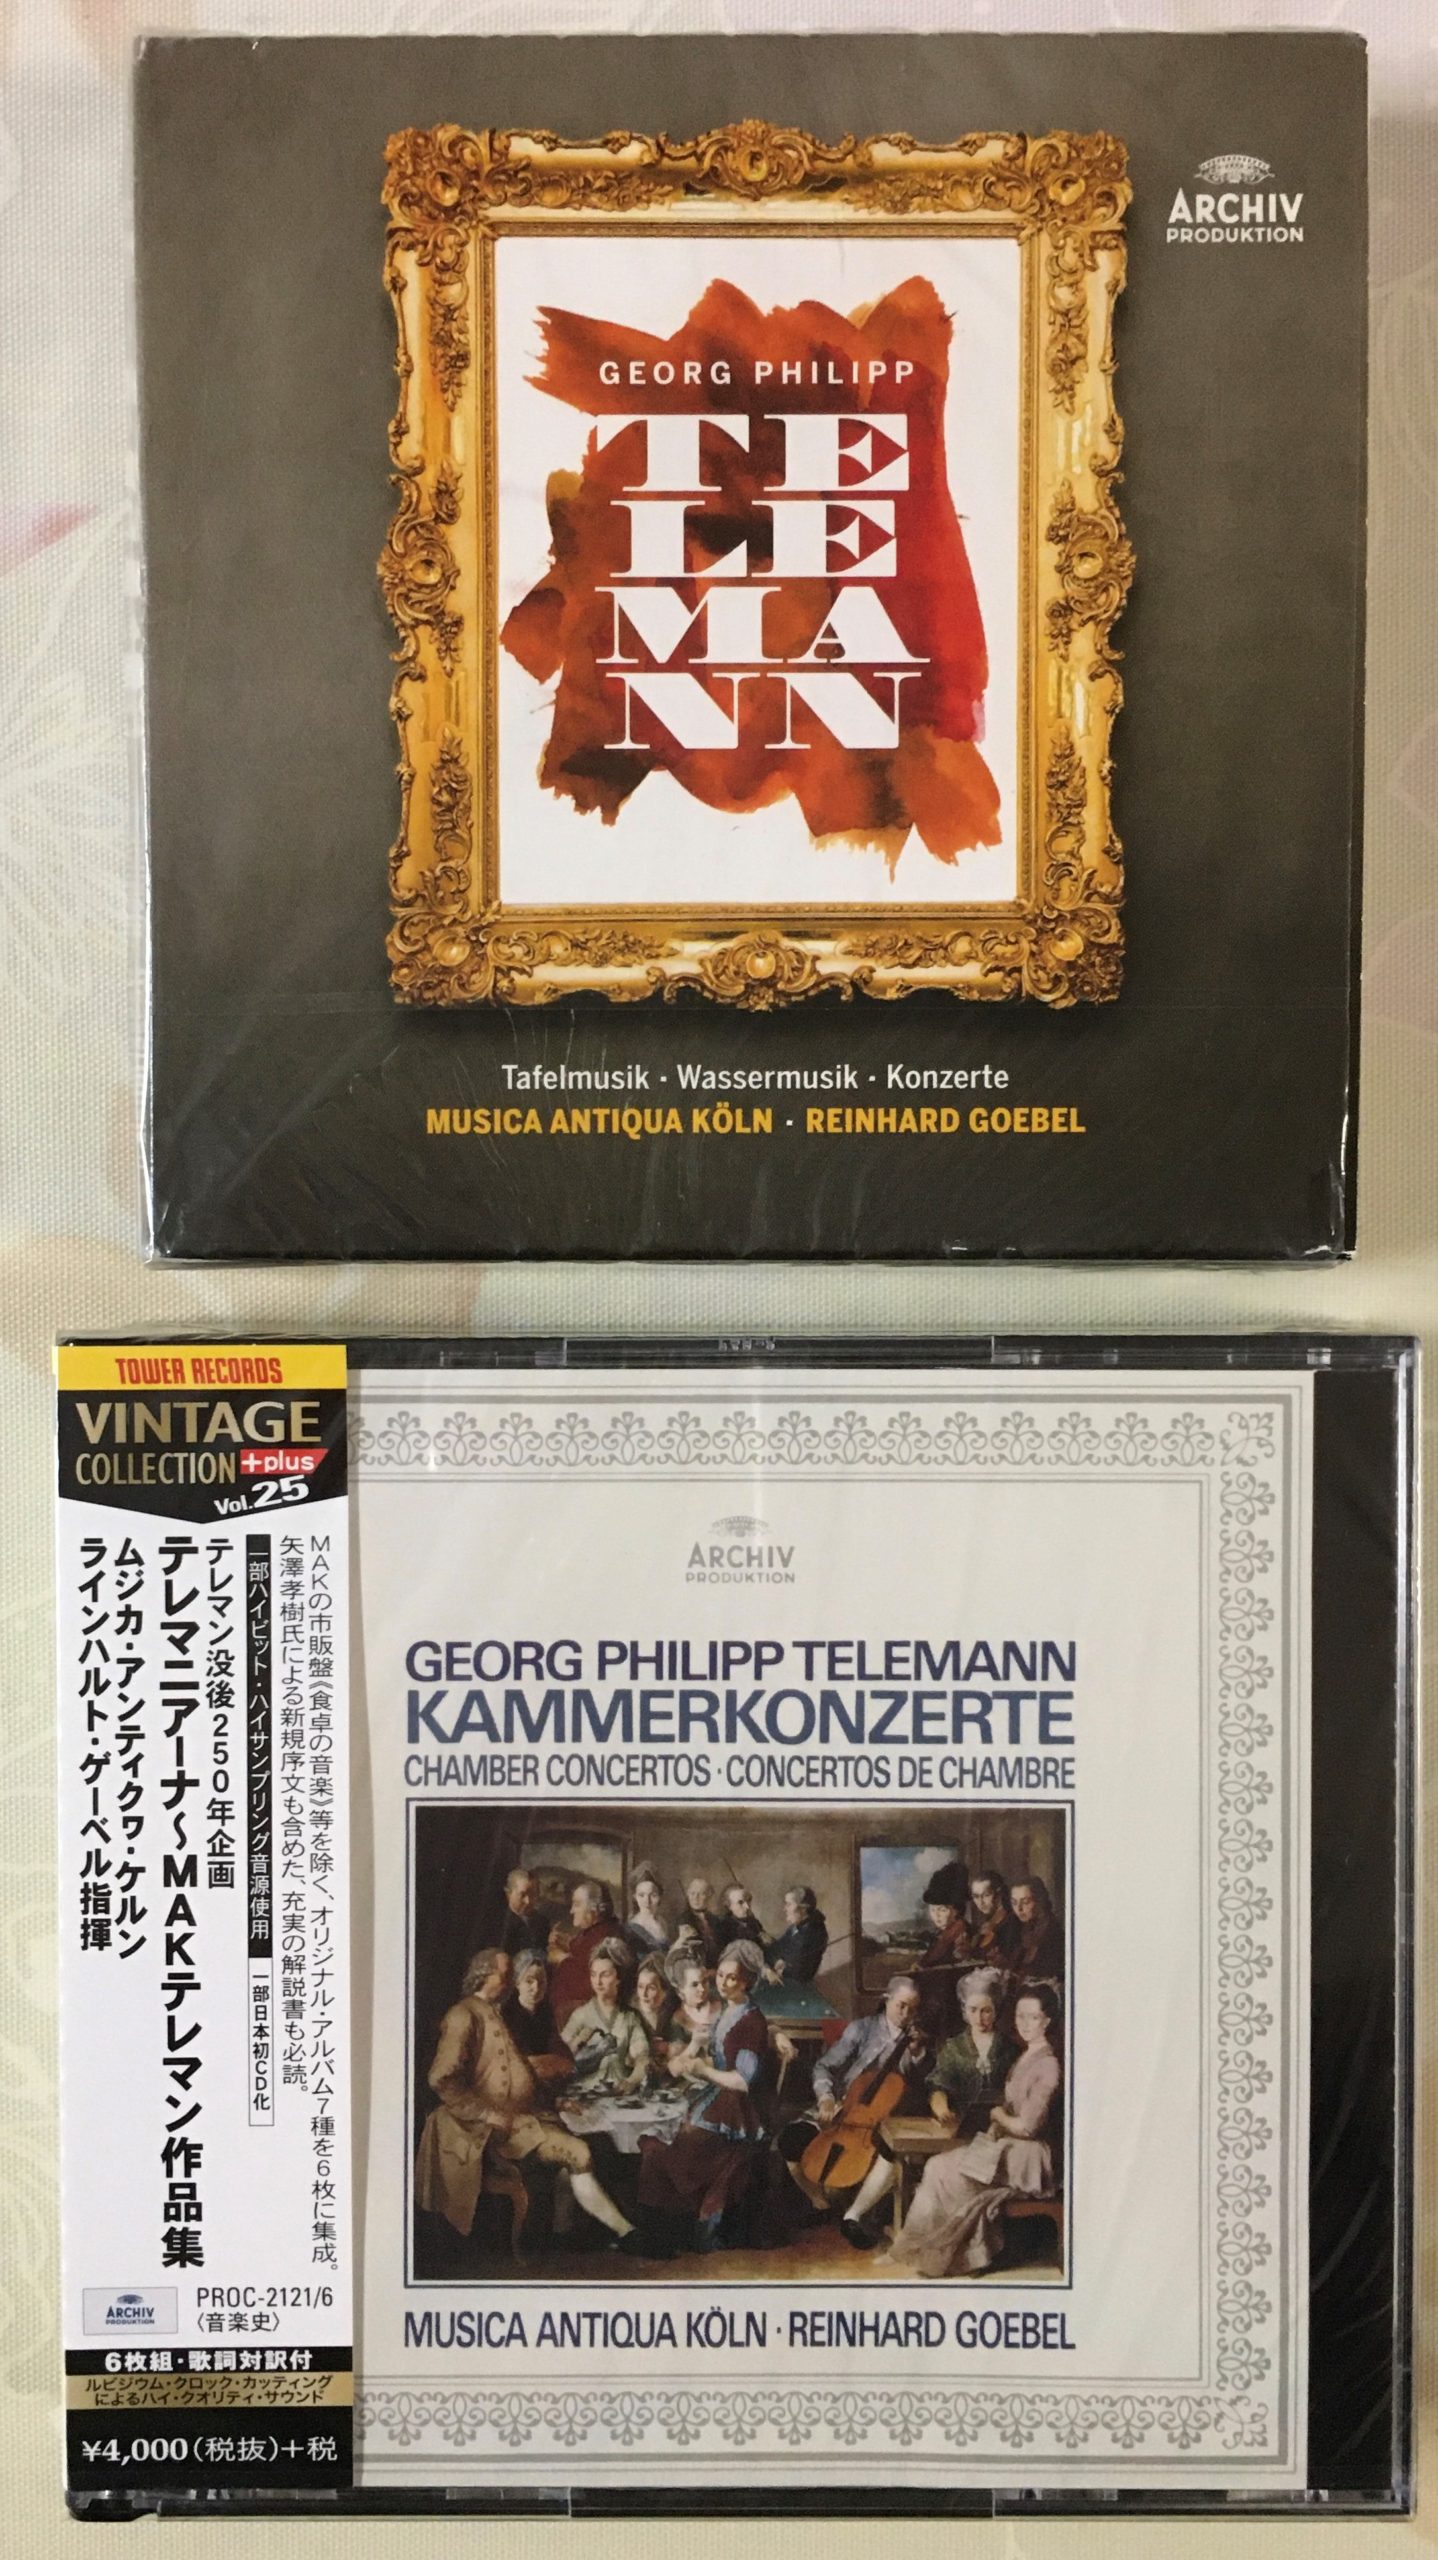 ARCHIV
PRODUKTION
GEORG PHILIPP
TE
LE
MA
NN
Tafelmusik · Wassermusik · Konzerte
MUSICA ANTIQUA KÖLN · REINHARD GOEBEL
TOWER RECORDS
VINTAGE
COLLECTION +plus
Vol.25
MAKの市販盤《食卓の音楽》等を除く、オリジナル・アルバム7種を6枚に集成。
矢澤孝樹氏による新規序文も含めた、充実の解説書も必読。
一部ハイビット・ハイサンプリング音源使用 一部日本初CD化
テレマン没後250年企画
テレマニアーナ~MAKテレマン作品集
ムジカ・アンティクヮ・ケルン
ラインハルト・ゲーベル指揮
ARCHIV
PRODUKTION
PROC-2121/6
〈音楽史〉
6枚組・歌詞対訳付
ルビジウム・クロック・カッティング
によるハイ・クオリティ・サウンド
¥4,000(税抜)+税
ARCHIV
PRODUKTION
GEORG PHILIPP TELEMANN
KAMMERKONZERTE
CHAMBER CONCERTOS · CONCERTOS DE CHAMBRE
MUSICA ANTIQUA KÖLN · REINHARD GOEBEL